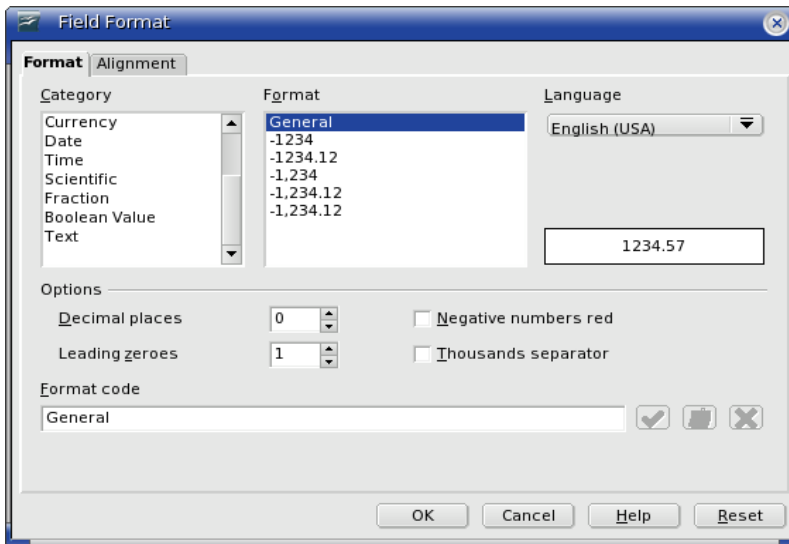 Field Format
Format Alignment
Category Format Language
Currency General English (USA)
Date -1234
Time -1234.12
Scientific -1,234
Fraction -1,234.12
Boolean Value -1,234.12
Text
1234.57
Options
Decimal places 0 Negative numbers red
Leading zeroes 1 Thousands separator
Format code
General
OK Cancel Help Reset